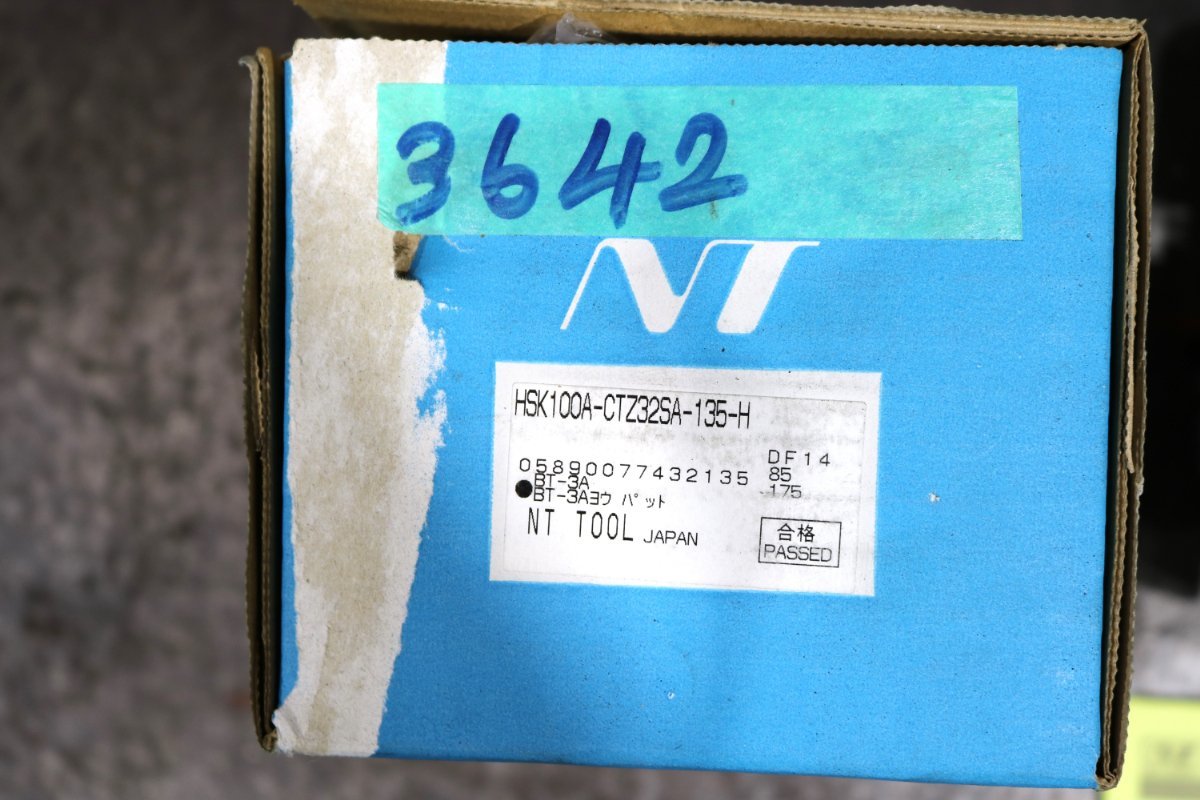 3642
NT
HSK100A-CTZ32SA-135-H
05890077432135
DF14
85
175
BT-3A
●BT-3Aヨウ パット
NT TOOL JAPAN
合格
PASSED